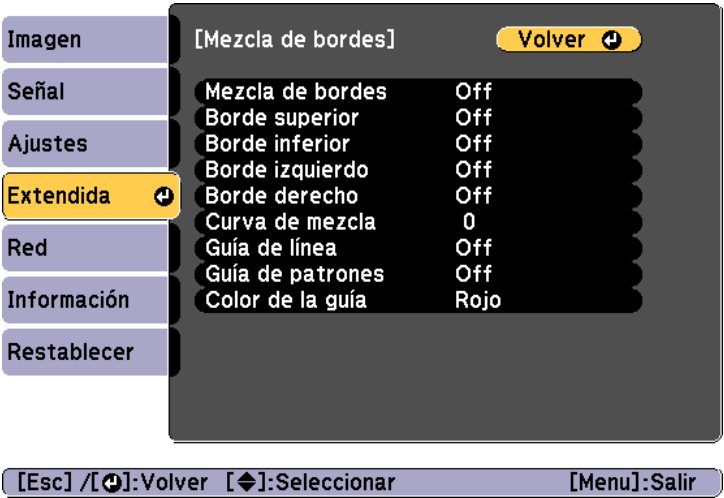 Imagen
Señal
Ajustes
Extendida
Red
Información
Restablecer
[Mezcla de bordes] Volver
Mezcla de bordes Off
Borde superior Off
Borde inferior Off
Borde izquierdo Off
Borde derecho Off
Curva de mezcla 0
Guía de línea Off
Guía de patrones Off
Color de la guía Rojo
[Esc] /[⏎]:Volver [◆]:Seleccionar [Menu]:Salir